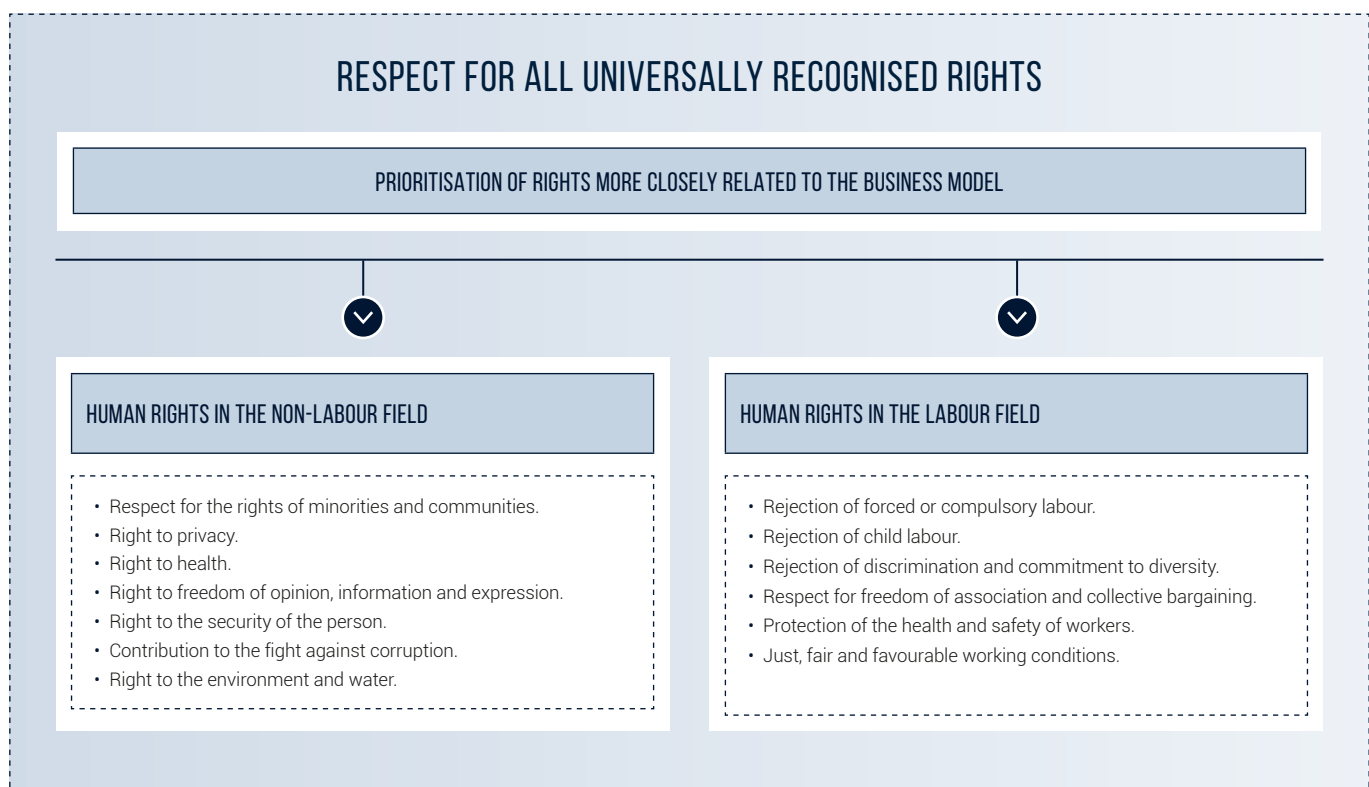 RESPECT FOR ALL UNIVERSALLY RECOGNISED RIGHTS
PRIORITISATION OF RIGHTS MORE CLOSELY RELATED TO THE BUSINESS MODEL
HUMAN RIGHTS IN THE NON-LABOUR FIELD
• Respect for the rights of minorities and communities.
• Right to privacy.
• Right to health.
• Right to freedom of opinion, information and expression.
• Right to the security of the person.
• Contribution to the fight against corruption.
• Right to the environment and water.
HUMAN RIGHTS IN THE LABOUR FIELD
• Rejection of forced or compulsory labour.
• Rejection of child labour.
• Rejection of discrimination and commitment to diversity.
• Respect for freedom of association and collective bargaining.
• Protection of the health and safety of workers.
• Just, fair and favourable working conditions.